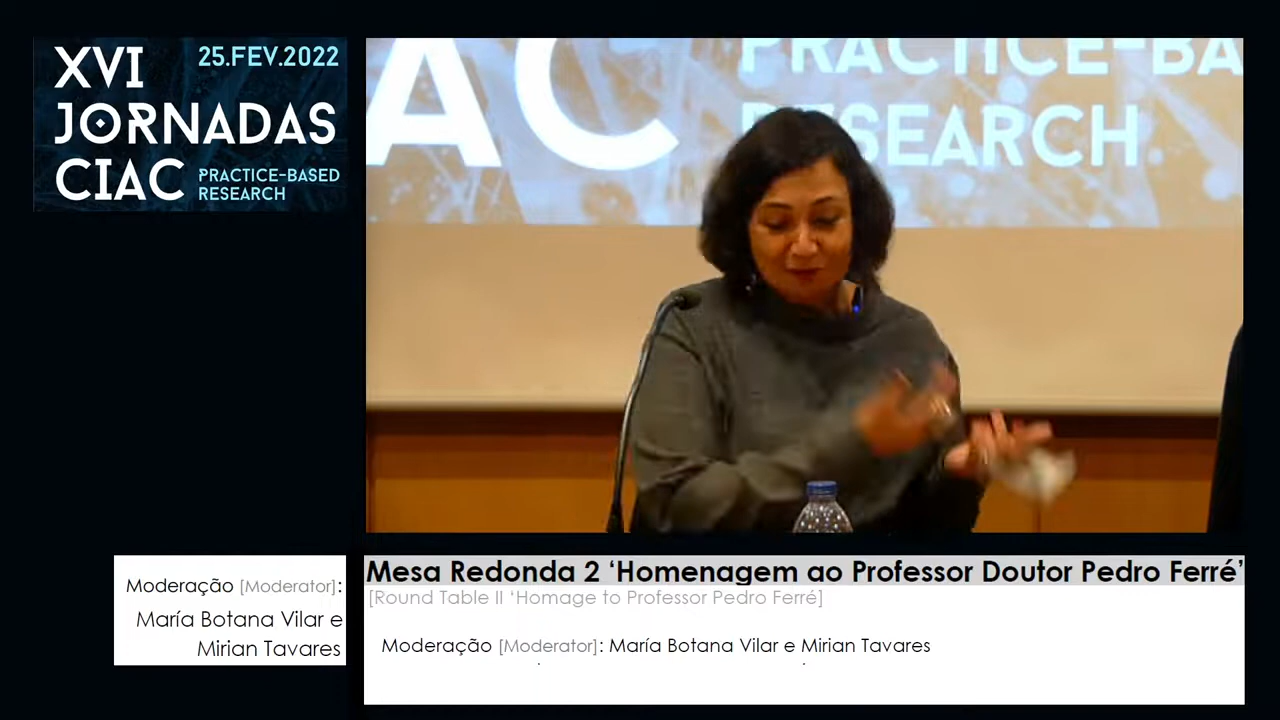 XVI
25.FEV.2022
JORNADAS
CIAC
PRACTICE-BASED
RESEARCH
AC
PRACTICE-BA
RESEARCH
Moderação [Moderator]:
María Botana Vilar e
Mirian Tavares
Mesa Redonda 2 ‘Homenagem ao Professor Doutor Pedro Ferré’
[Round Table II ‘Homage to Professor Pedro Ferré]
Moderação [Moderator]: María Botana Vilar e Mirian Tavares